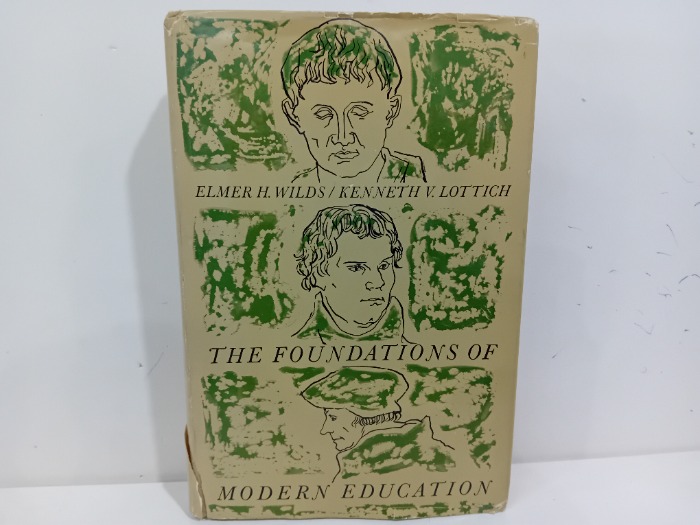 ELMER H. WILDS / KENNETH V. LOTTICH
THE FOUNDATIONS OF
MODERN EDUCATION